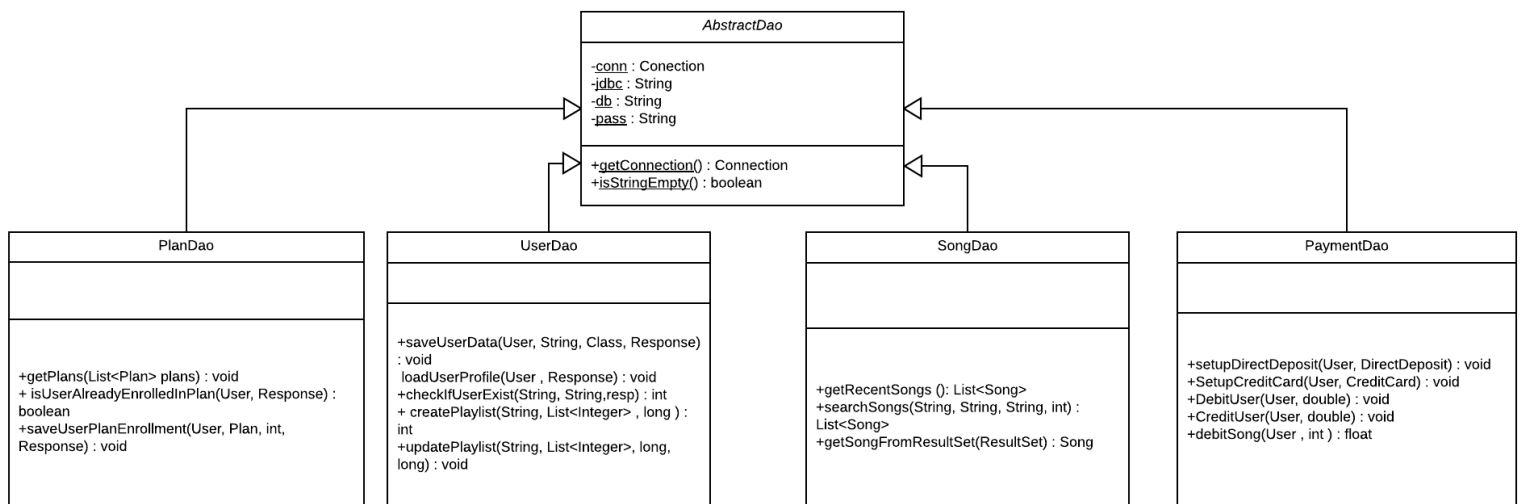 AbstractDao
-conn : Conection
-jdbc : String
-db : String
-pass : String
+getConnection() : Connection
+isStringEmpty() : boolean
PlanDao
+getPlans(List<Plan> plans) : void
+ isUserAlreadyEnrolledInPlan(User, Response) :
boolean
+saveUserPlanEnrollment(User, Plan, int,
Response) : void
UserDao
+saveUserData(User, String, Class, Response)
: void
loadUserProfile(User , Response) : void
+checkIfUserExist(String, String,resp) : int
+ createPlaylist(String, List<Integer> , long ) :
int
+updatePlaylist(String, List<Integer>, long,
long) : void
SongDao
+getRecentSongs (): List<Song>
+searchSongs(String, String, String, int) :
List<Song>
+getSongFromResultSet(ResultSet) : Song
PaymentDao
+setupDirectDeposit(User, DirectDeposit) : void
+SetupCreditCard(User, CreditCard) : void
+DebitUser(User, double) : void
+CreditUser(User, double) : void
+debitSong(User , int ) : float